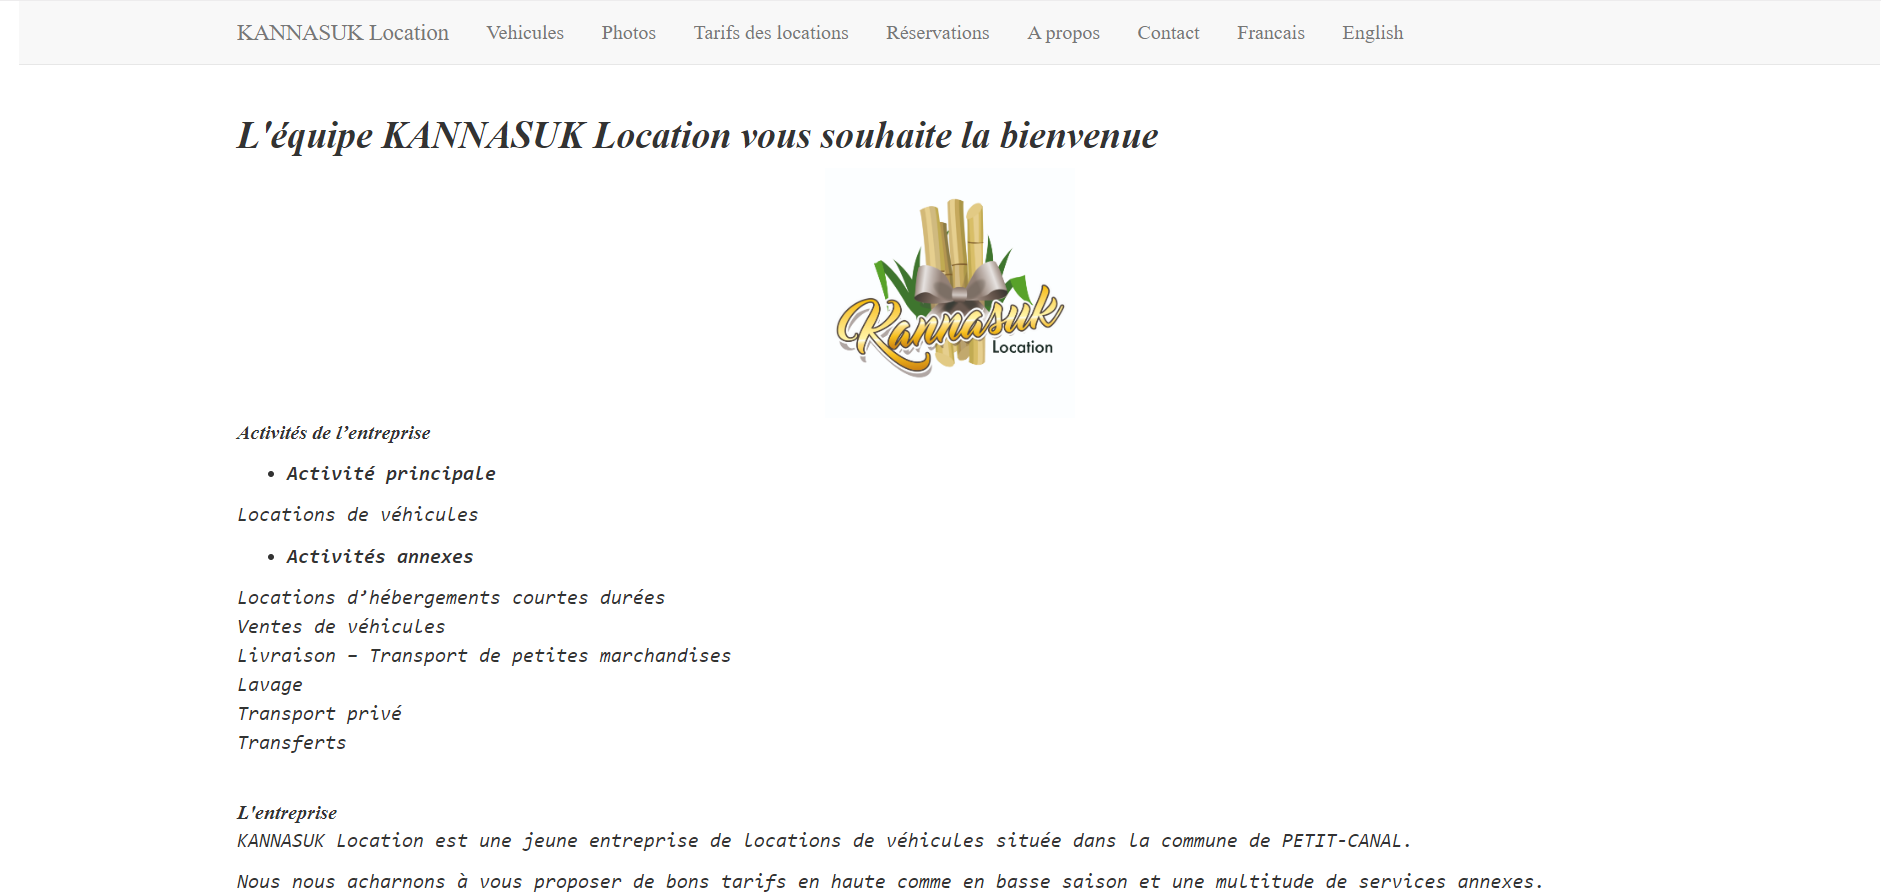 KANNASUK Location Vehicules Photos Tarifs des locations Réservations A propos Contact Francais English
L'équipe KANNASUK Location vous souhaite la bienvenue
Kannasuk
Location
Activités de l’entreprise
• Activité principale
Locations de véhicules
• Activités annexes
Locations d’hébergements courtes durées
Ventes de véhicules
Livraison – Transport de petites marchandises
Lavage
Transport privé
Transferts
L'entreprise
KANNASUK Location est une jeune entreprise de locations de véhicules située dans la commune de PETIT-CANAL.
Nous nous acharnons à vous proposer de bons tarifs en haute comme en basse saison et une multitude de services annexes.